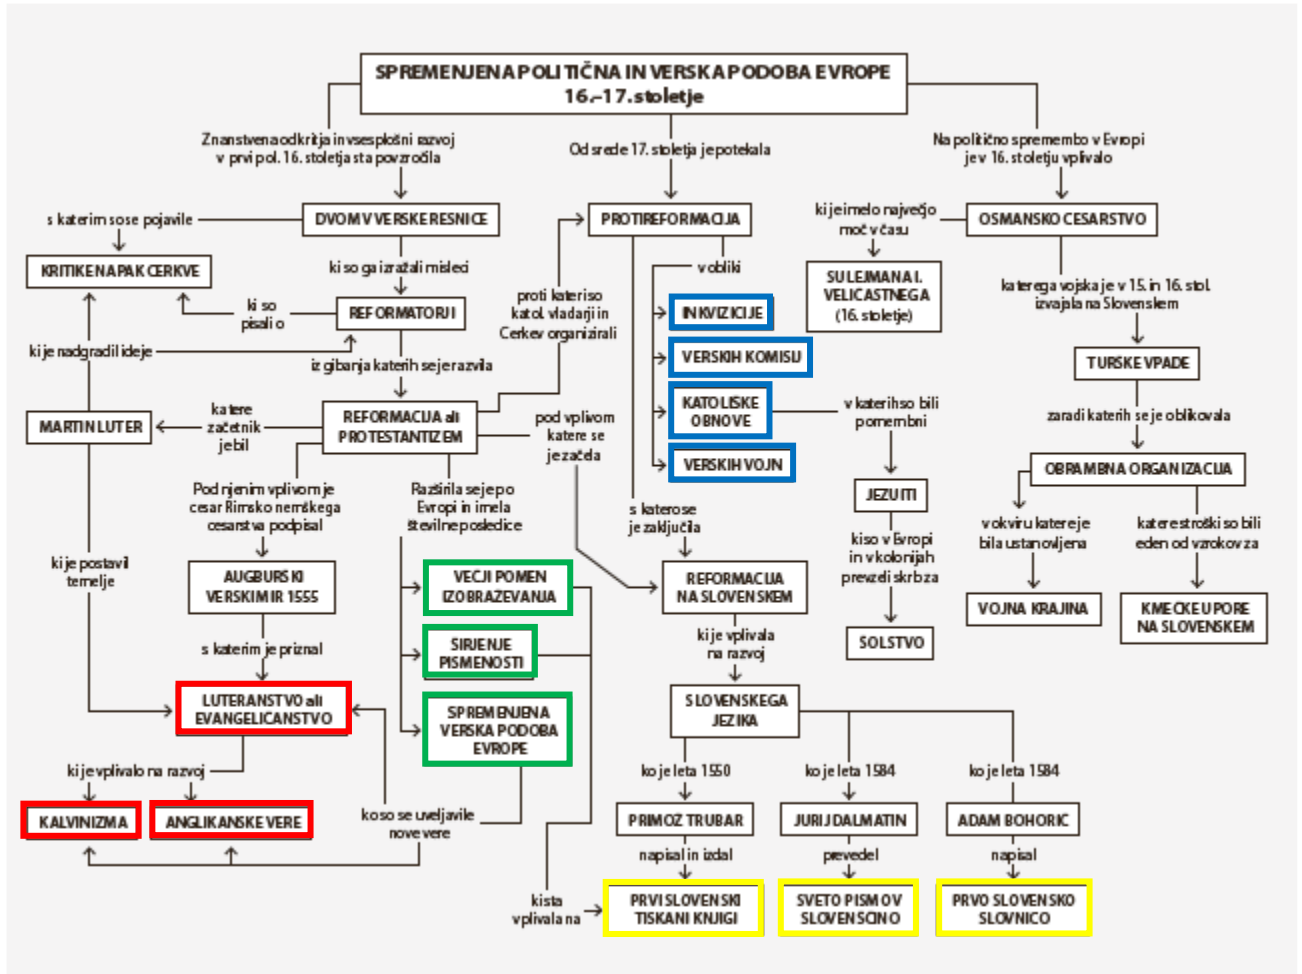 SPREMENJENA POLITIČNA IN VERSKA PODOBA EVROPE
16.–17. stoletje
Znanstvena odkritja in vsesplošni razvoj
v prvi pol. 16. stoletja sta povzročila
Od srede 17. stoletja je potekala
Na politično spremembo v Evropi
je v 16. stoletju vplivalo
s katerim so se pojavile
DVOM V VERSKE RESNICE
PROTIREFORMACIJA
ki je imelo največjo
moč v času
OSMANSKO CESARSTVO
KRITIKE NAPAK CERKVE
ki so ga izražali misleci
v obliki
SULEJMANA I.
VELICASTNEGA
(16. stoletje)
katerega vojska je v 15. in 16. stol.
izvajala na Slovenskem
ki so
pisali o
REFORMATORJI
proti kateri so
katol. vladarji in
Cerkev organizirali
INKVIZICIJE
ki je nadgradil ideje
iz gibanja katerih se je razvila
VERSKIH KOMISIJ
TURŠKE VPADE
MARTIN LUTER
katere
začetnik
je bil
REFORMACIJA ali
PROTESTANTIZEM
pod vplivom
katere se
je začela
KATOLIŠKE
OBNOVE
v katerih so bili
pomembni
zaradi katerih se je oblikovala
VERSKIH VOJN
OBRAMBNA ORGANIZACIJA
Pod njenim vplivom je
cesar Rimsko nemškega
cesarstva podpisal
Razširila se je po
Evropi in imela
številne posledice
s katero se
je zaključila
JEZUITI
v okviru katere je
bila ustanovljena
katere stroški so bili
eden od vzrokov za
ki je postavil
temelje
AUGBURSKI
VERSKI MIR 1555
VEČJI POMEN
IZOBRAŽEVANJA
REFORMACIJA
NA SLOVENSKEM
ki so v Evropi
in v kolonijah
prevzeli skrb za
VOJNA KRAJINA
KMEČKE UPORE
NA SLOVENSKEM
s katerim je priznal
SIRJENJE
PISMENOSTI
ki je vplivala
na razvoj
SOLSTVO
LUTERANSTVO ali
EVANGELIČANSTVO
SPREMENJENA
VERSKA PODOBA
EVROPE
SLOVENSKEGA
JEZIKA
ki je vplivalo na razvoj
ko je leta 1550
ko je leta 1584
ko je leta 1584
KALVINIZMA
ANGLIKANSKE VERE
ko so se uveljavile
nove vere
PRIMOŽ TRUBAR
JURIJ DALMATIN
ADAM BOHORIC
napisal in izdal
prevedel
napisal
ki sta
vplivala na
PRVI SLOVENSKI
TISKANI KNJIGI
SVETO PISMO V
SLOVENSCINO
PRVO SLOVENSKO
SLOVNICO